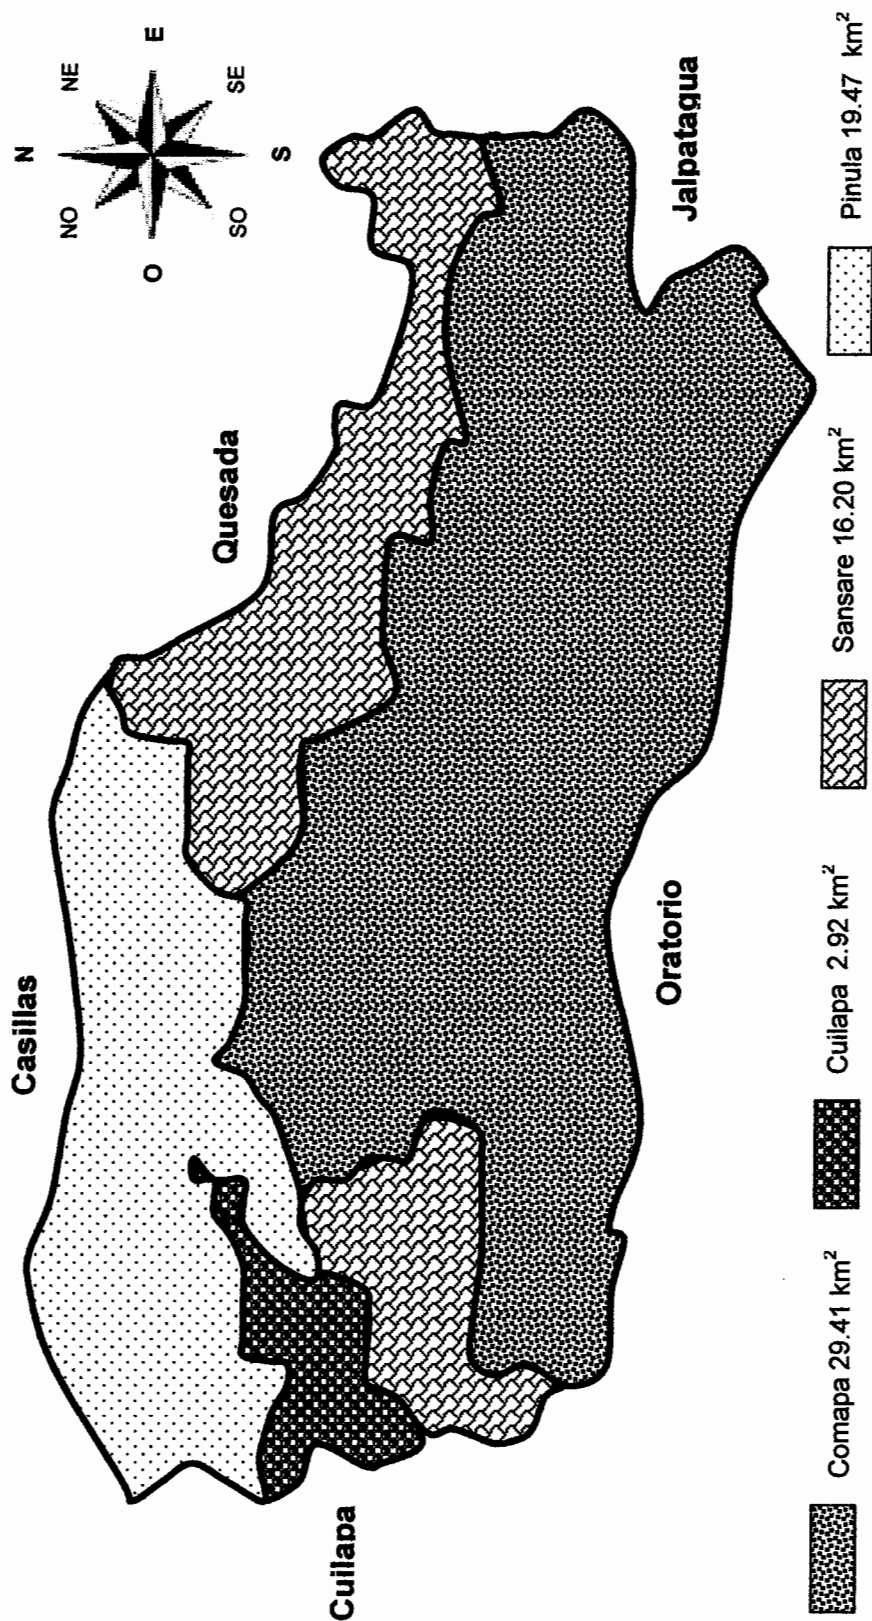 N
NO
NE
O
E
SO
SE
S
Casillas
Quesada
Cuilapa
Jalpatagua
Oratorio
Comapa 29.41 km²
Cuilapa 2.92 km²
Sansare 16.20 km²
Pinula 19.47 km²